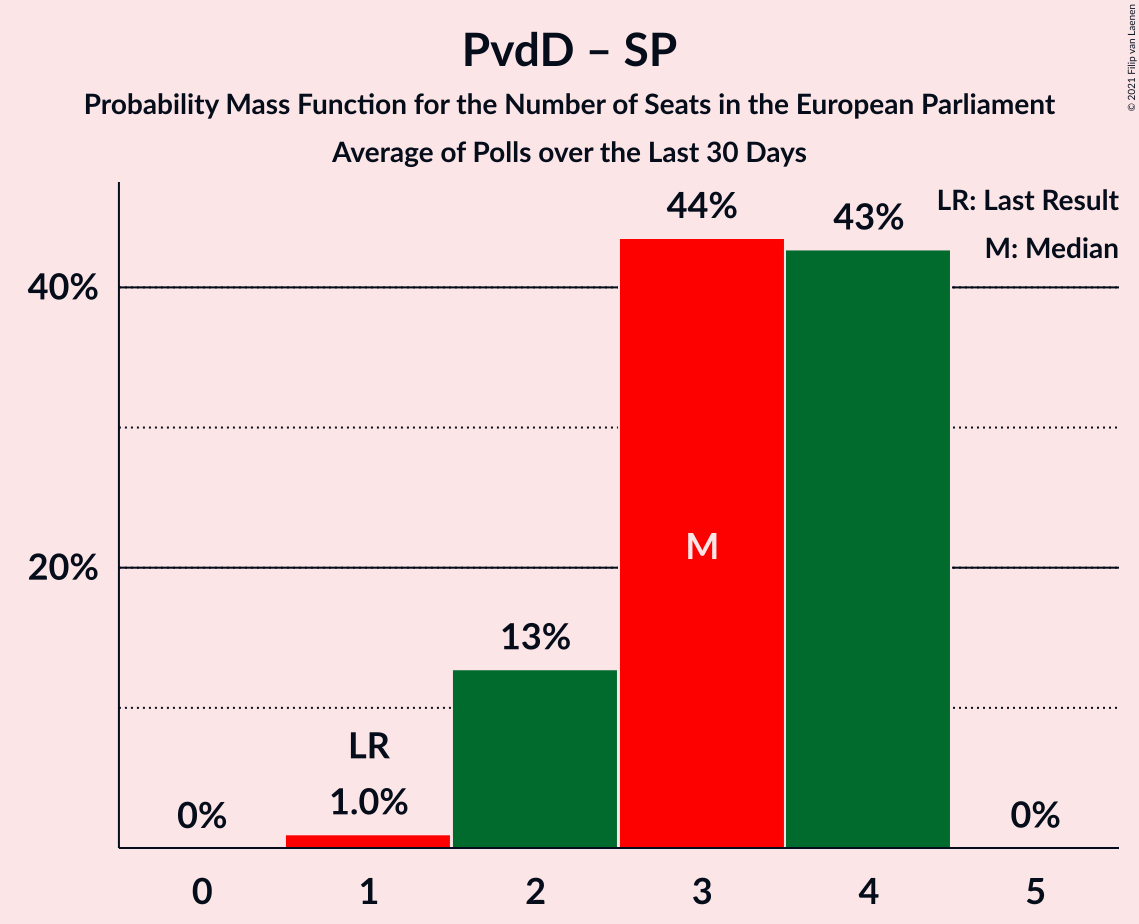 PvdD – SP
Probability Mass Function for the Number of Seats in the European Parliament
Average of Polls over the Last 30 Days
© 2021 Filip van Laenen
LR: Last Result
M: Median
40%
20%
0%
LR
1.0%
13%
44%
M
43%
0%
0 1 2 3 4 5